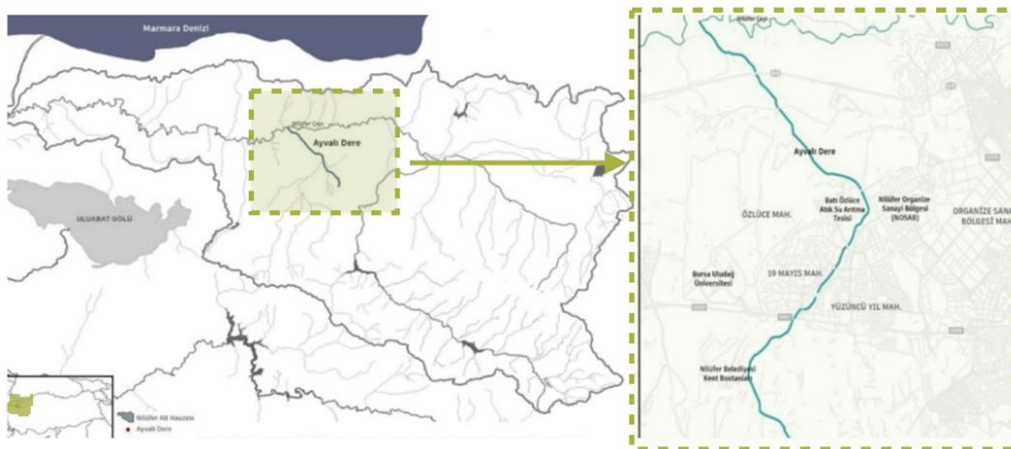 Marmara Denizi
Nilüfer Çayı
Ayvalı Dere
ULUABAT GÖLÜ
Nilüfer Alt Havzası
Ayvalı Dere
Nilüfer Çayı
Ayvalı Dere
Batı Özlüce
Atık Su Arıtma
Tesisi
Nilüfer Organize
Sanayi Bölgesi
(NOSAB)
ÖZLÜCE MAH.
ORGANİZE SANA
BÖLGESİ MAH
19 MAYIS MAH.
Bursa Uludağ
Üniversitesi
YÜZÜNCÜ YIL MAH.
Nilüfer Belediyesi
Kent Bostanları